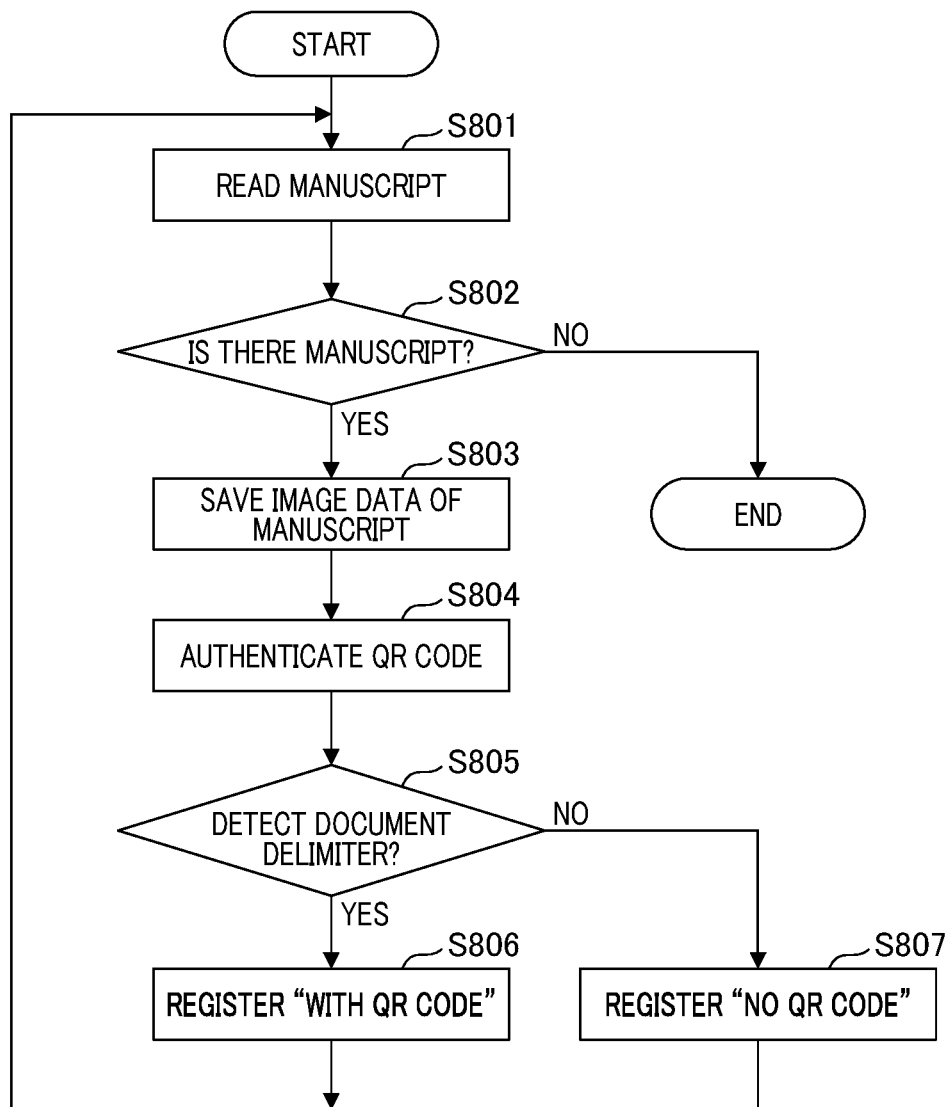 START
S801
READ MANUSCRIPT
S802
IS THERE MANUSCRIPT?
NO
YES
S803
SAVE IMAGE DATA OF
MANUSCRIPT
END
S804
AUTHENTICATE QR CODE
S805
DETECT DOCUMENT
DELIMITER?
NO
YES
S806
REGISTER “WITH QR CODE”
S807
REGISTER “NO QR CODE”